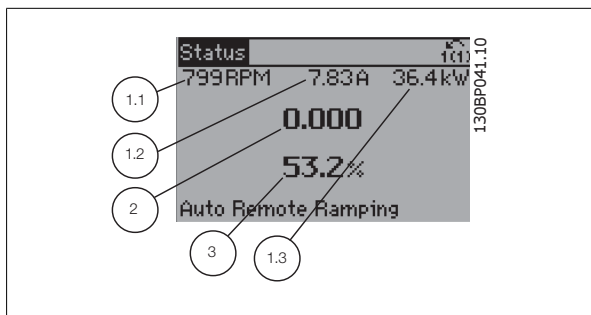 Status
1(1)
799RPM 7.83A 36.4kW
0.000
53.2%
Auto Remote Ramping
130BP041.10
1.1
1.2
2
3
1.3